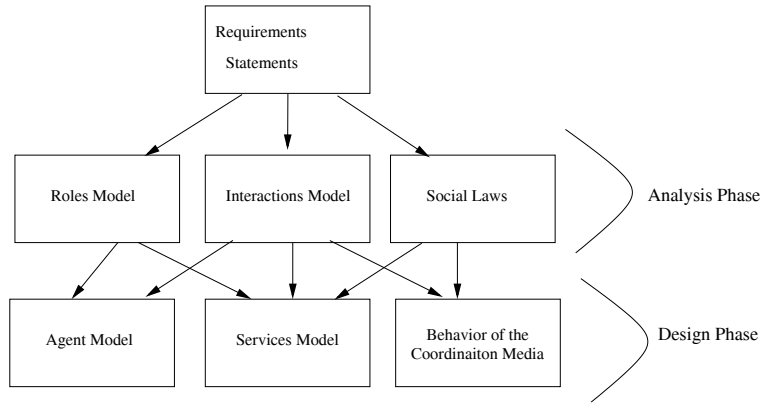 Requirements
Statements
Roles Model
Interactions Model
Social Laws
Analysis Phase
Agent Model
Services Model
Behavior of the
Coordinaiton Media
Design Phase